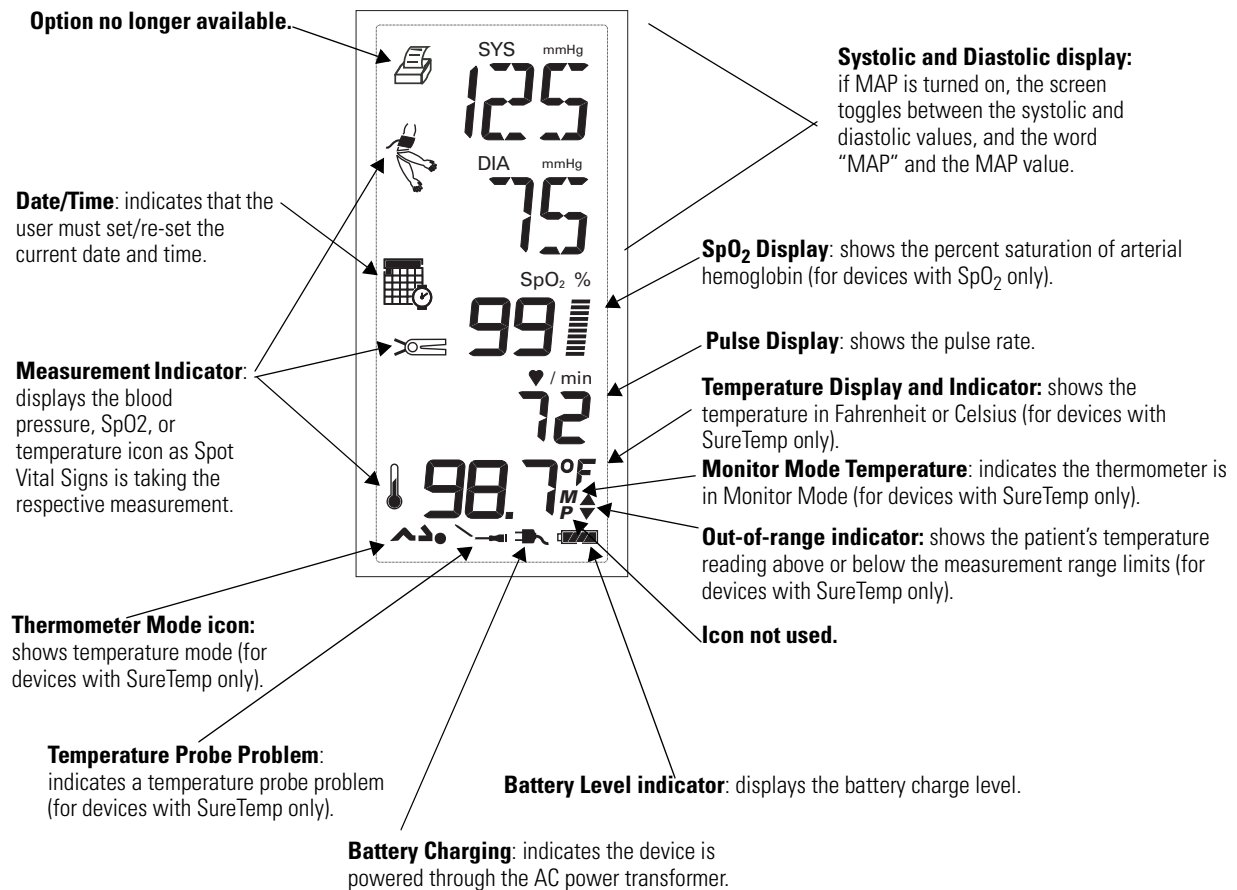 Option no longer available.
SYS mmHg
125
DIA mmHg
75
SpO₂ %
99
/ min
72
98.7°F
M
P
Systolic and Diastolic display:
if MAP is turned on, the screen
toggles between the systolic and
diastolic values, and the word
“MAP” and the MAP value.
Date/Time: indicates that the
user must set/re-set the
current date and time.
SpO₂ Display: shows the percent saturation of arterial
hemoglobin (for devices with SpO₂ only).
Pulse Display: shows the pulse rate.
Measurement Indicator:
displays the blood
pressure, SpO2, or
temperature icon as Spot
Vital Signs is taking the
respective measurement.
Temperature Display and Indicator: shows the
temperature in Fahrenheit or Celsius (for devices with
SureTemp only).
Monitor Mode Temperature: indicates the thermometer is
in Monitor Mode (for devices with SureTemp only).
Out-of-range indicator: shows the patient’s temperature
reading above or below the measurement range limits (for
devices with SureTemp only).
Icon not used.
Thermometer Mode icon:
shows temperature mode (for
devices with SureTemp only).
Temperature Probe Problem:
indicates a temperature probe problem
(for devices with SureTemp only).
Battery Level indicator: displays the battery charge level.
Battery Charging: indicates the device is
powered through the AC power transformer.